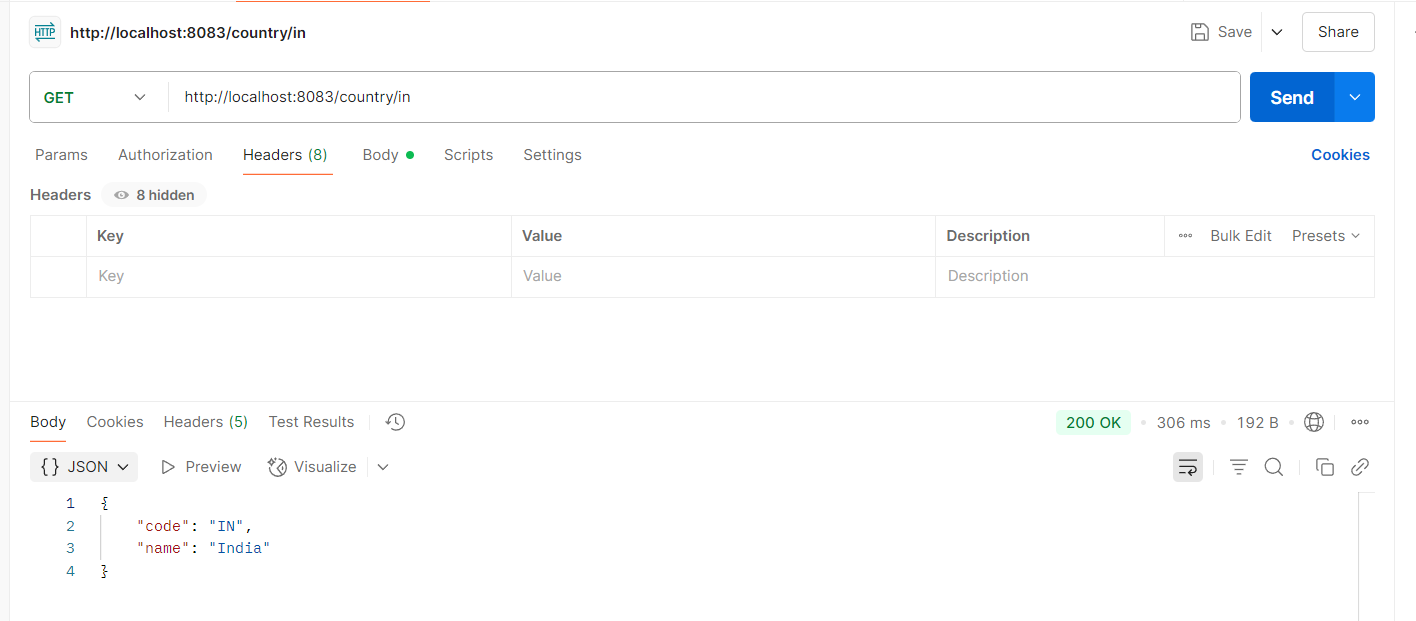 HTTP http://localhost:8083/country/in Save Share
GET http://localhost:8083/country/in Send
Params Authorization Headers (8) Body Scripts Settings Cookies
Headers 8 hidden
Key Value Description Bulk Edit Presets
Key Value Description
Body Cookies Headers (5) Test Results 200 OK 306 ms 192 B
{} JSON Preview Visualize
1 {
2 "code": "IN",
3 "name": "India"
4 }